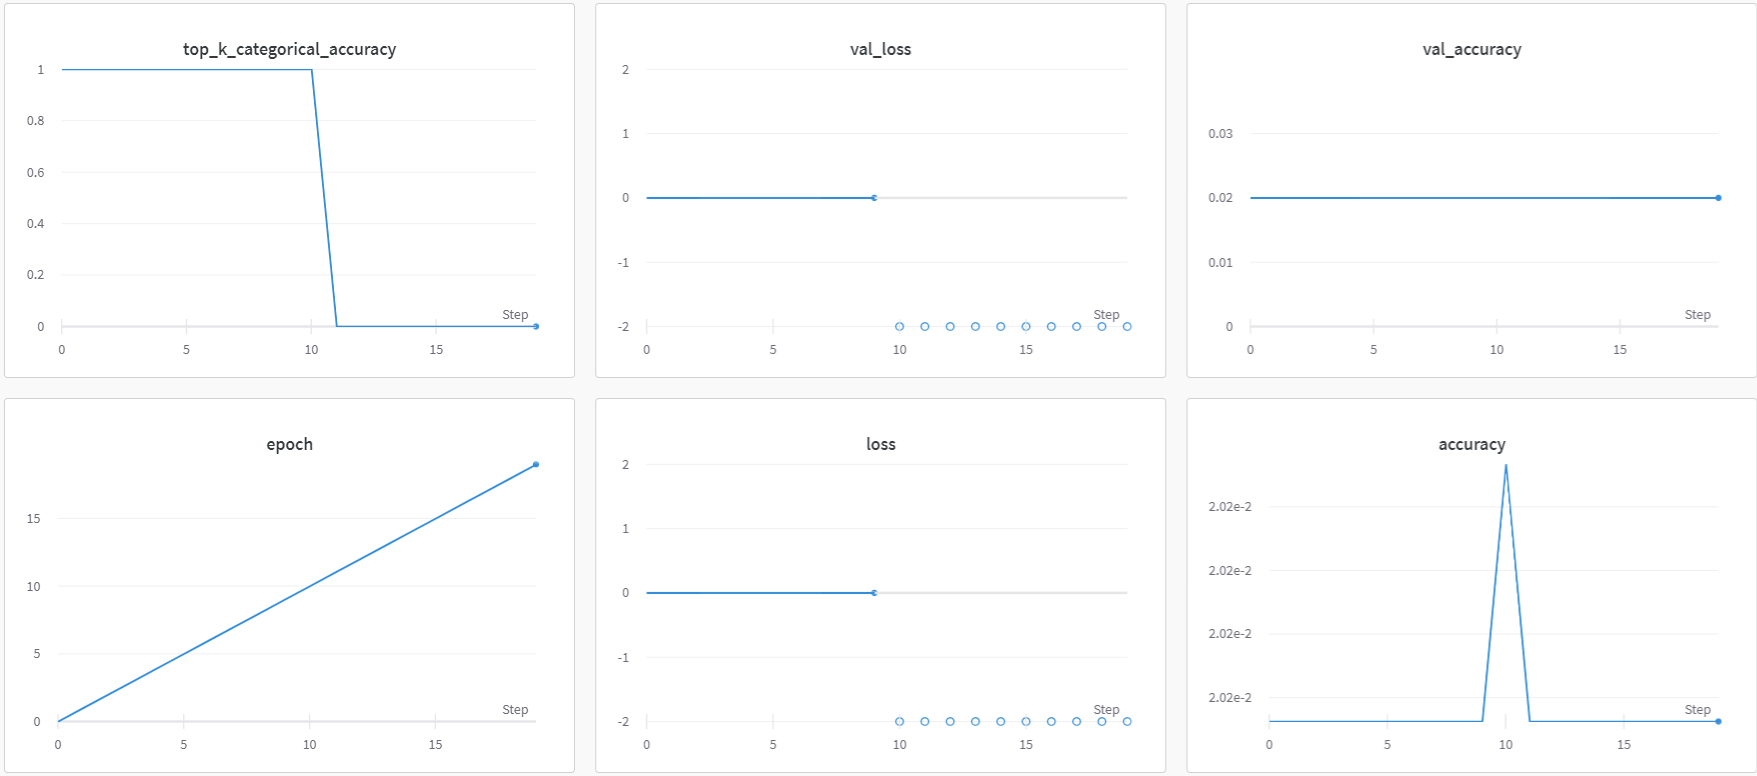 top_k_categorical_accuracy
1
0.8
0.6
0.4
0.2
0
Step
0 5 10 15
val_loss
2
1
0
-1
-2
Step
0 5 10 15
val_accuracy
0.03
0.02
0.01
0
Step
0 5 10 15
epoch
15
10
5
0
Step
0 5 10 15
loss
2
1
0
-1
-2
Step
0 5 10 15
accuracy
2.02e-2
2.02e-2
2.02e-2
2.02e-2
Step
0 5 10 15